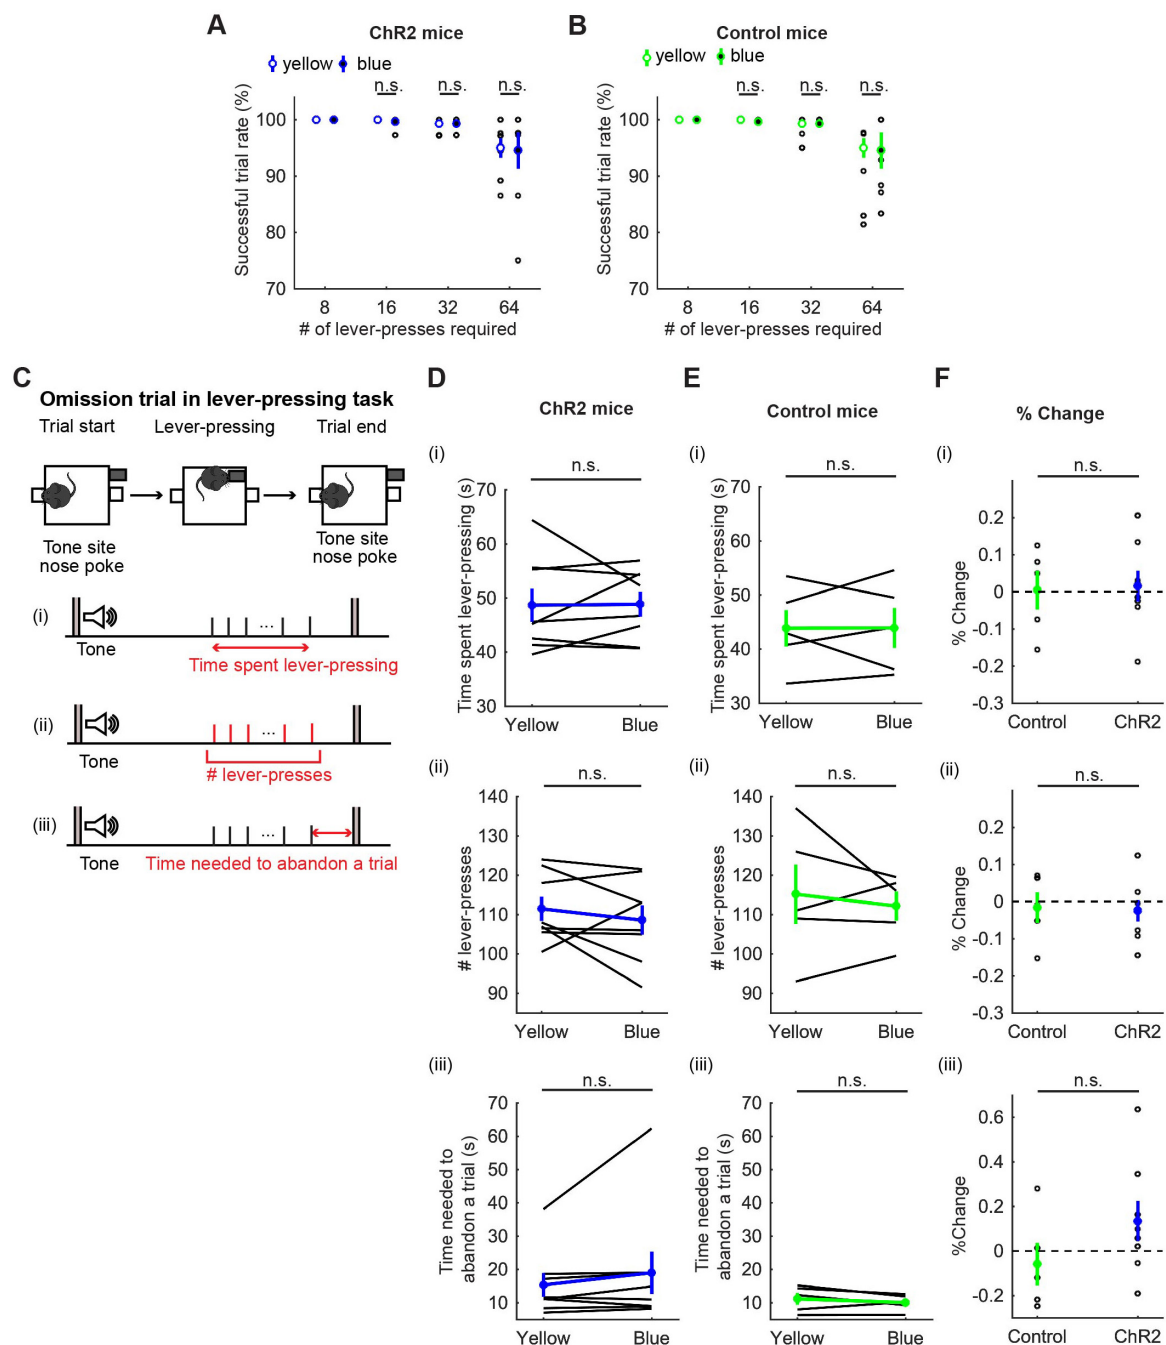 A
ChR2 mice
yellow blue
n.s. n.s. n.s.
Successful trial rate (%)
100
90
80
70
8 16 32 64
# of lever-presses required
B
Control mice
yellow blue
n.s. n.s. n.s.
Successful trial rate (%)
100
90
80
70
8 16 32 64
# of lever-presses required
C
Omission trial in lever-pressing task
Trial start Lever-pressing Trial end
Tone site
nose poke
Tone site
nose poke
(i)
...
Tone
Time spent lever-pressing
(ii)
...
Tone
# lever-presses
(iii)
...
Tone
Time needed to abandon a trial
D
ChR2 mice
(i)
n.s.
Time spent lever-pressing (s)
70
60
50
40
30
Yellow Blue
(ii)
n.s.
# lever-presses
140
130
120
110
100
90
Yellow Blue
(iii)
n.s.
Time needed to
abandon a trial (s)
70
60
50
40
30
20
10
Yellow Blue
E
Control mice
(i)
n.s.
Time spent lever-pressing (s)
70
60
50
40
30
Yellow Blue
(ii)
n.s.
# lever-presses
140
130
120
110
100
90
Yellow Blue
(iii)
n.s.
Time needed to
abandon a trial (s)
70
60
50
40
30
20
10
Yellow Blue
F
% Change
(i)
n.s.
% Change
0.2
0.1
0
-0.1
-0.2
-0.3
Control ChR2
(ii)
n.s.
% Change
0.2
0.1
0
-0.1
-0.2
-0.3
Control ChR2
(iii)
n.s.
%Change
0.6
0.4
0.2
0
-0.2
Control ChR2